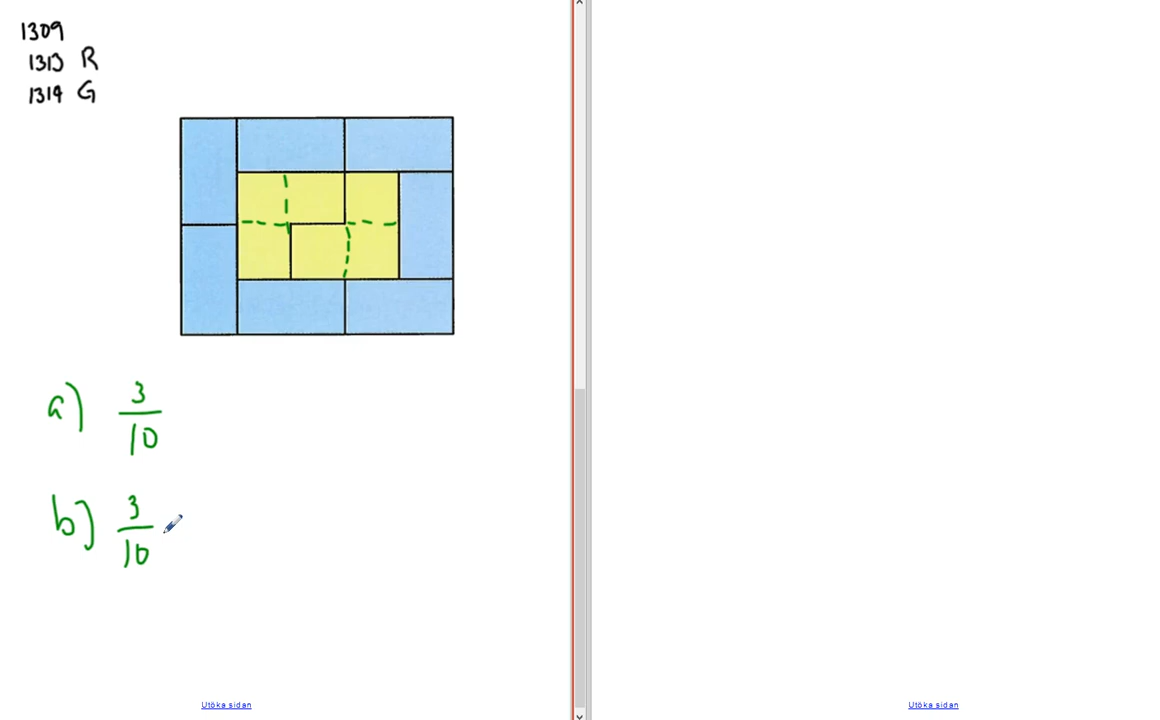 1309
1313 R
1314 G
a) 3/10
b) 3/10
Utöka sidan
Utöka sidan